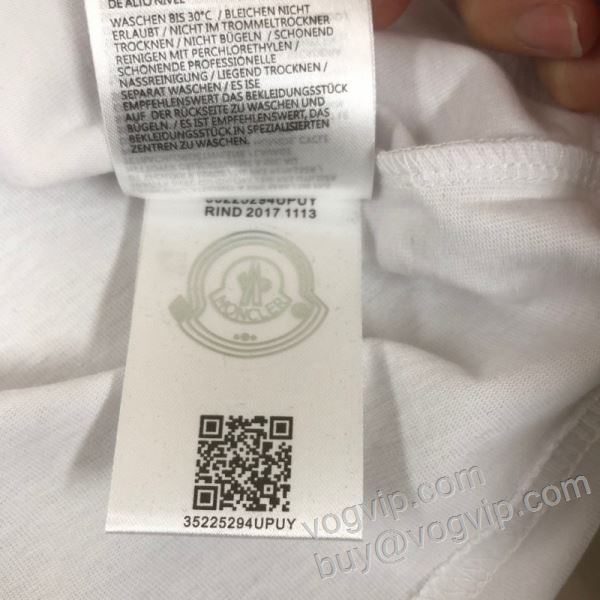 DE ALTO NIVEL
WASCHEN BIS 30°C / BLEICHEN NICHT
ERLAUBT / NICHT IM TROMMELTROCKNER
TROCKNEN / NICHT BÜGELN / SCHONEND
REINIGEN MIT PERCHLORETHYLEN /
SCHÖNENDE PROFESSIONELLE
NASSREINIGUNG / LIEGEND TROCKNEN /
SEPARAT WASCHEN / ES ISE
EMPFEHLENSWERT DAS BEKLEIDUNGSSTÜCK
AUF DER RÜCKSEITE ZU WASCHEN UND
BÜGELN. / ES IST EMPFEHLENSWERT, DAS
BEKLEIDUNGSSTÜCK IN SPEZIALISIERTEN
ZENTREN ZU WASCHEN.
35225294UPUY
RIND 2017 1113
MONCLER
35225294UPUY
vogvip.com
buy@vogvip.com